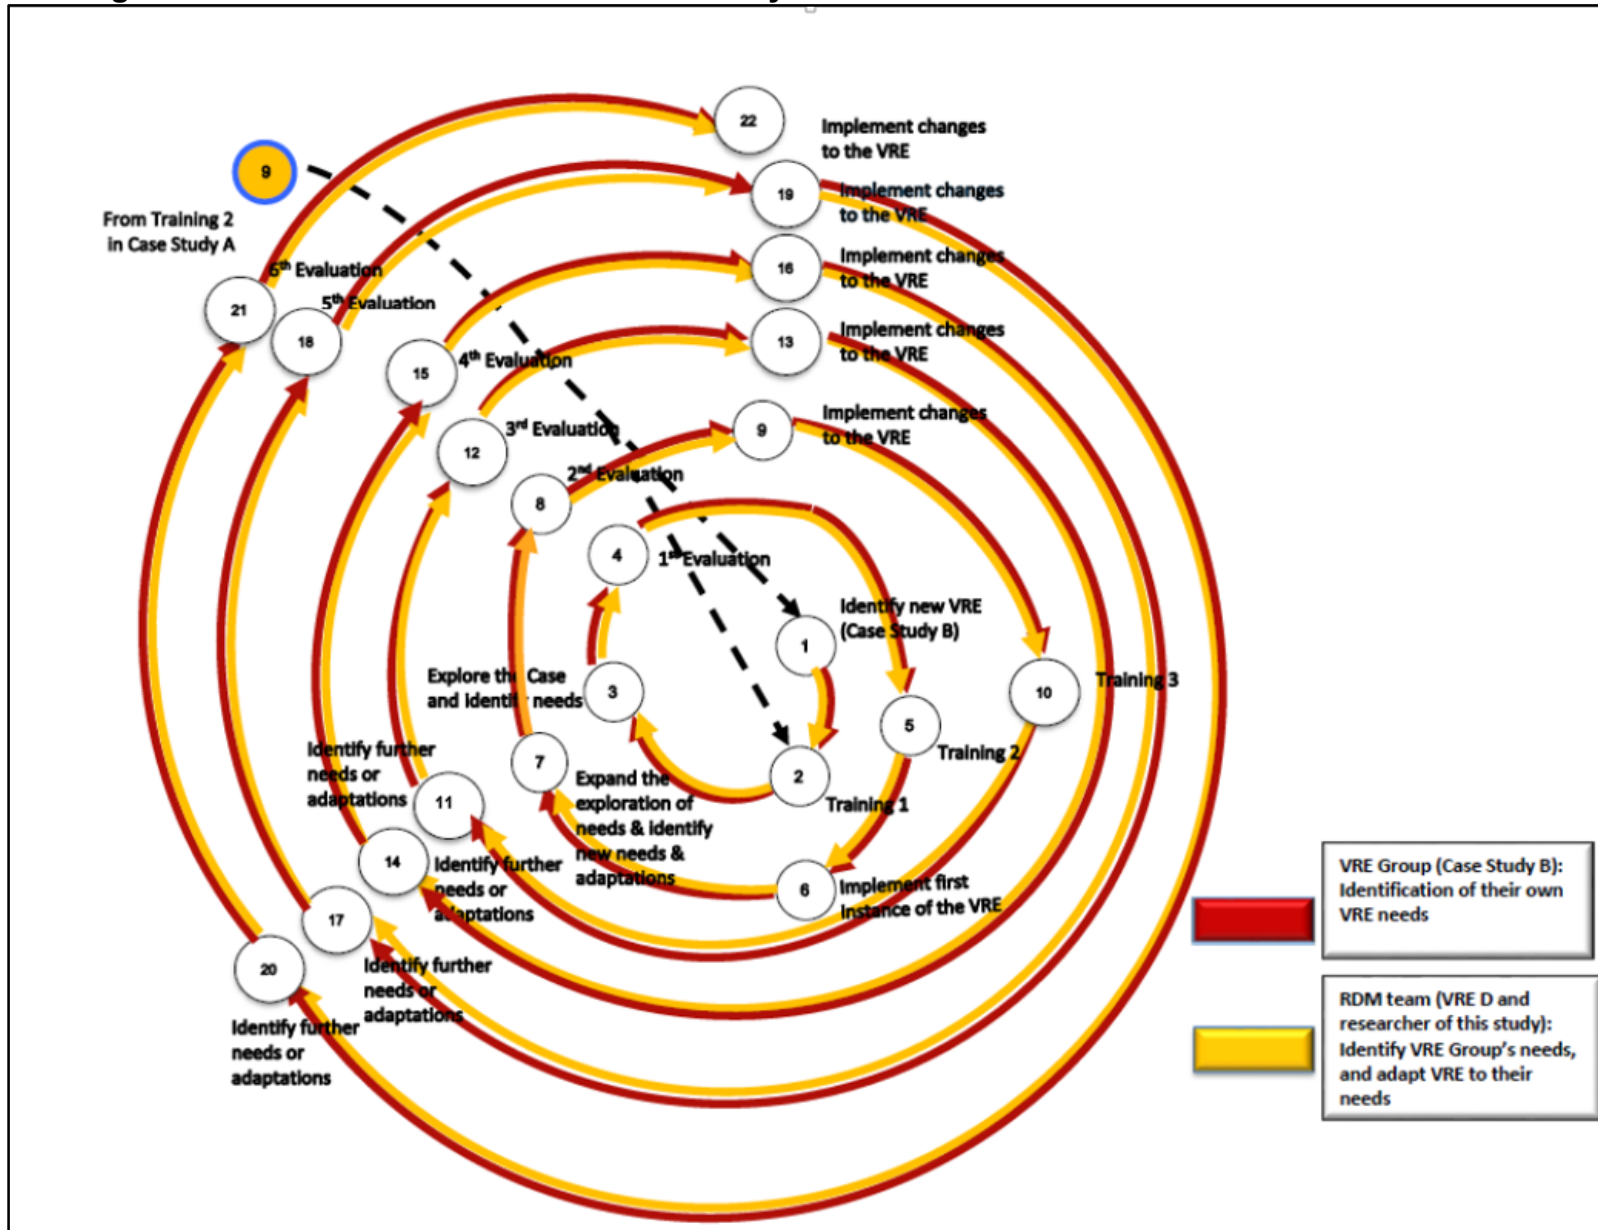 22
Implement changes
to the VRE
9
19
Implement changes
to the VRE
From Training 2
in Case Study A
16
Implement changes
to the VRE
6th Evaluation
21
5th Evaluation
18
13
Implement changes
to the VRE
15
4th Evaluation
9
Implement changes
to the VRE
3rd Evaluation
12
2nd Evaluation
8
4
1st Evaluation
Identify new VRE
(Case Study B)
1
Explore the Case
and identify needs
3
10
Training 3
5
Training 2
Identify further
needs or
adaptations
7
2
Training 1
Expand the
exploration of
needs & identify
new needs &
adaptations
11
14
Identify further
needs or
adaptations
6
Implement first
Instance of the VRE
17
Identify further
needs or
adaptations
20
Identify further
needs or
adaptations
VRE Group (Case Study B):
Identification of their own
VRE needs
RDM team (VRE D and
researcher of this study):
Identify VRE Group's needs,
and adapt VRE to their
needs